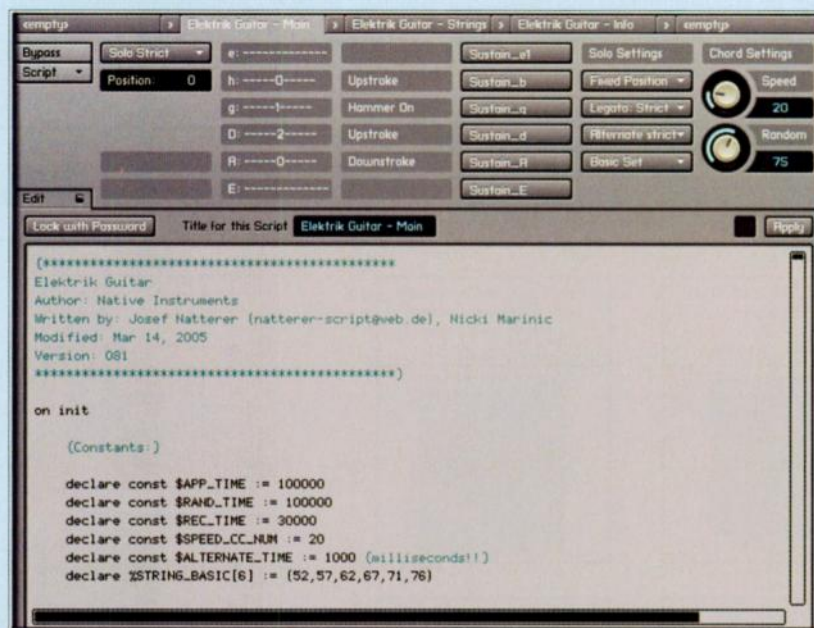 <empty> > Elektrik Guitar - Main > Elektrik Guitar - Strings > Elektrik Guitar - Info > <empty>
Bypass Solo Strict e: ------------- Sustain_e1 Solo Settings Chord Settings
Script Position: 0 h: -----0------- Upstroke Sustain_b Fixed Position Speed
g: -----1------- Hammer On Sustain_g Legato: Strict 20
D: -----2------- Upstroke Sustain_d Alternate strict Random
A: -----0------- Downstroke Sustain_A Basic Set 75
Edit E: ------------- Sustain_E
Lock with Password Title for this Script Elektrik Guitar - Main Apply
{*********************************************
Elektrik Guitar
Author: Native Instruments
Written by: Josef Natterer (natterer-script@web.de), Nicki Marinic
Modified: Mar 14, 2005
Version: 081
*********************************************}
on init
{Constants:}
declare const $APP_TIME := 100000
declare const $RAND_TIME := 100000
declare const $REC_TIME := 30000
declare const $SPEED_CC_NUM := 20
declare const $ALTERNATE_TIME := 1000 {milliseconds!!}
declare %STRING_BASIC[6] := (52,57,62,67,71,76)